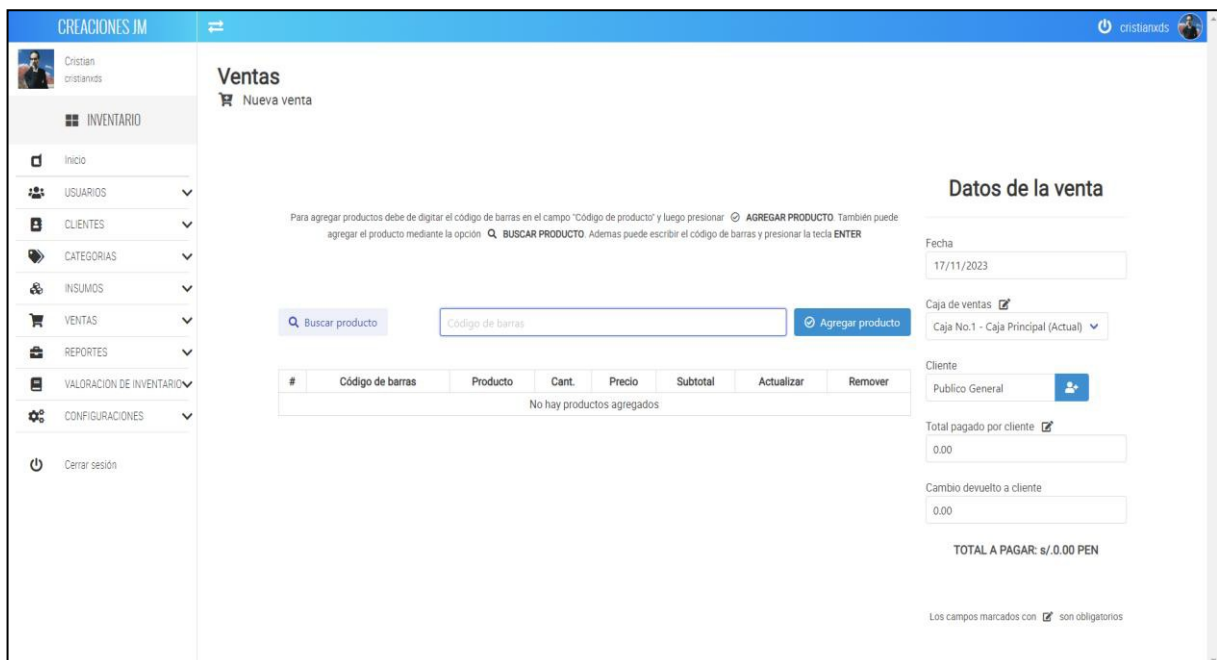 CREACIONES JM
cristianxds
Cristian
cristianxds
INVENTARIO
Inicio
USUARIOS
CLIENTES
CATEGORIAS
INSUMOS
VENTAS
REPORTES
VALORACION DE INVENTARIO
CONFIGURACIONES
Cerrar sesión
Ventas
Nueva venta
Para agregar productos debe de digitar el código de barras en el campo "Código de producto" y luego presionar AGREGAR PRODUCTO. También puede
agregar el producto mediante la opción BUSCAR PRODUCTO. Ademas puede escribir el código de barras y presionar la tecla ENTER
Buscar producto Código de barras Agregar producto
# Código de barras Producto Cant. Precio Subtotal Actualizar Remover
No hay productos agregados
Datos de la venta
Fecha
17/11/2023
Caja de ventas
Caja No.1 - Caja Principal (Actual)
Cliente
Publico General
Total pagado por cliente
0.00
Cambio devuelto a cliente
0.00
TOTAL A PAGAR: s/.0.00 PEN
Los campos marcados con son obligatorios